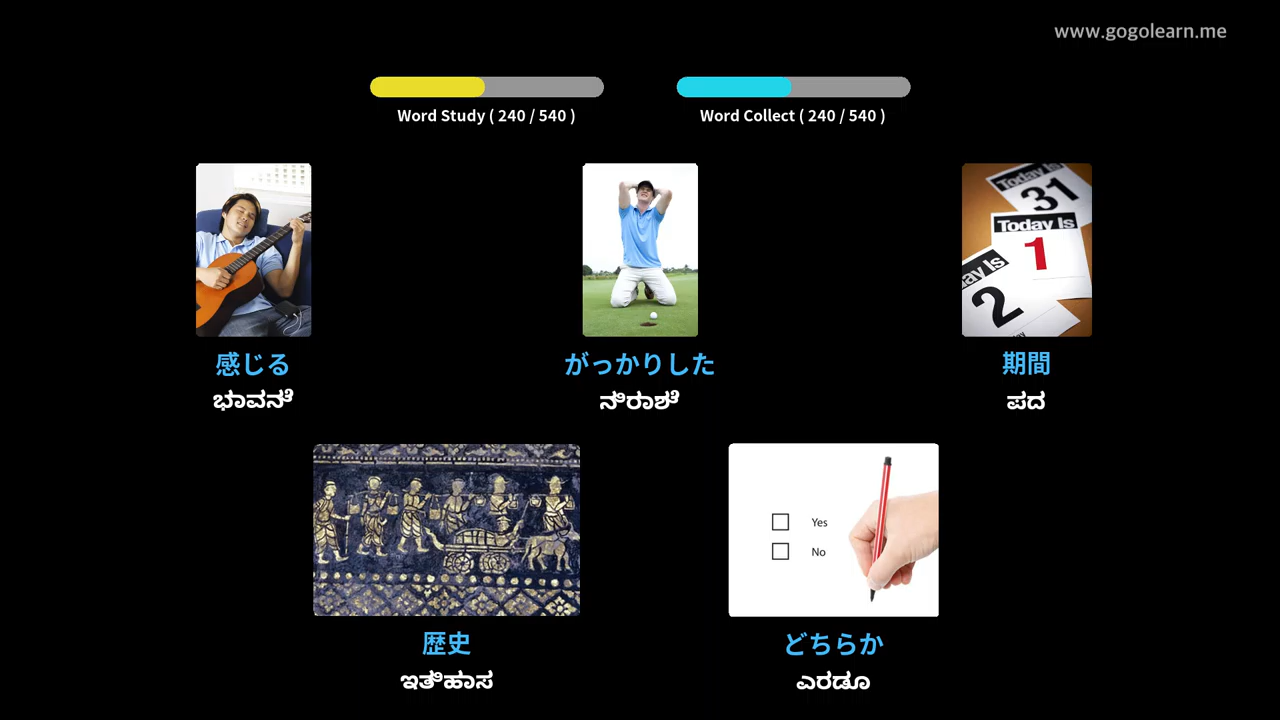 www.gogolearn.me
Word Study ( 240 / 540 )
Word Collect ( 240 / 540 )
Today Is
31
Today Is
1
Today Is
2
感じる
がっかりした
期間
ಭಾವನೆ
ನಿರಾಶೆ
ಪದ
Yes
No
歴史
どちらか
ಇತಿಹಾಸ
ಎರಡೂ